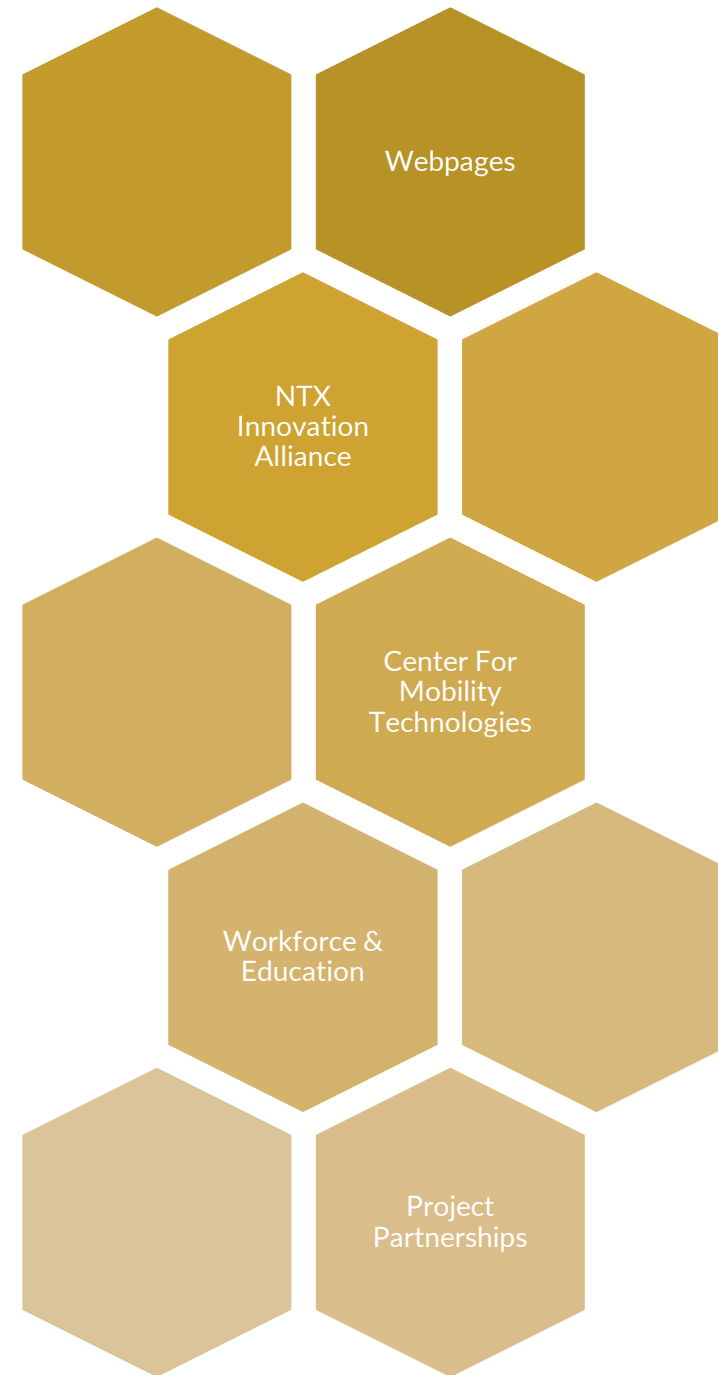 Webpages
NTX
Innovation
Alliance
Center For
Mobility
Technologies
Workforce &
Education
Project
Partnerships